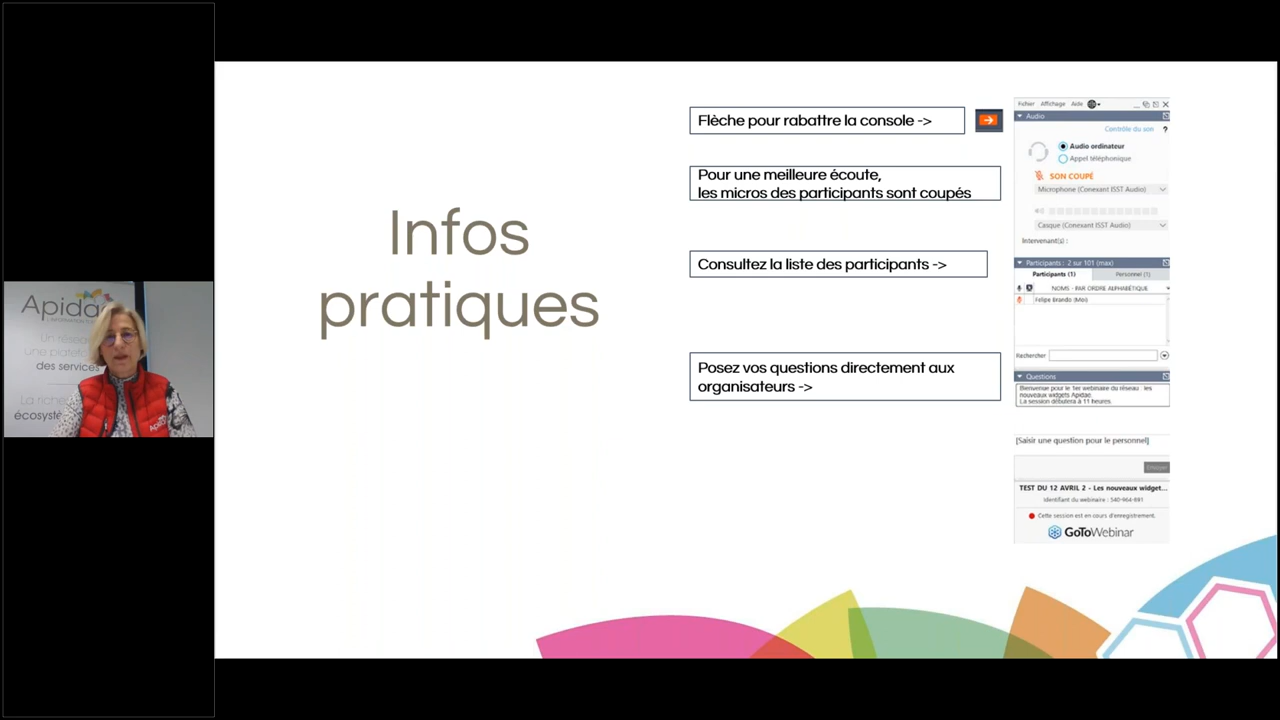 Apidae
Un réseau
une plateforme
des services
La riche
écosystè
Infos
pratiques
Flèche pour rabattre la console ->
Pour une meilleure écoute,
les micros des participants sont coupés
Consultez la liste des participants ->
Posez vos questions directement aux
organisateurs ->
Fichier Affichage Aide
Audio
Contrôle du son ?
Audio ordinateur
Appel téléphonique
SON COUPÉ
Microphone (Conexant ISST Audio)
Casque (Conexant ISST Audio)
Intervenant(s) :
Participants : 2 sur 101 (max)
Participants (1) Personnel (1)
NOMS - PAR ORDRE ALPHABÉTIQUE
Felipe Brando (Moi)
Rechercher
Questions
Bienvenue pour le 1er webinaire du réseau : les
nouveaux widgets Apidae.
La session débutera à 11 heures.
[Saisir une question pour le personnel]
Envoyer
TEST DU 12 AVRIL 2 - Les nouveaux widget...
Identifiant du webinaire : 540-964-881
Cette session est en cours d'enregistrement.
GoToWebinar